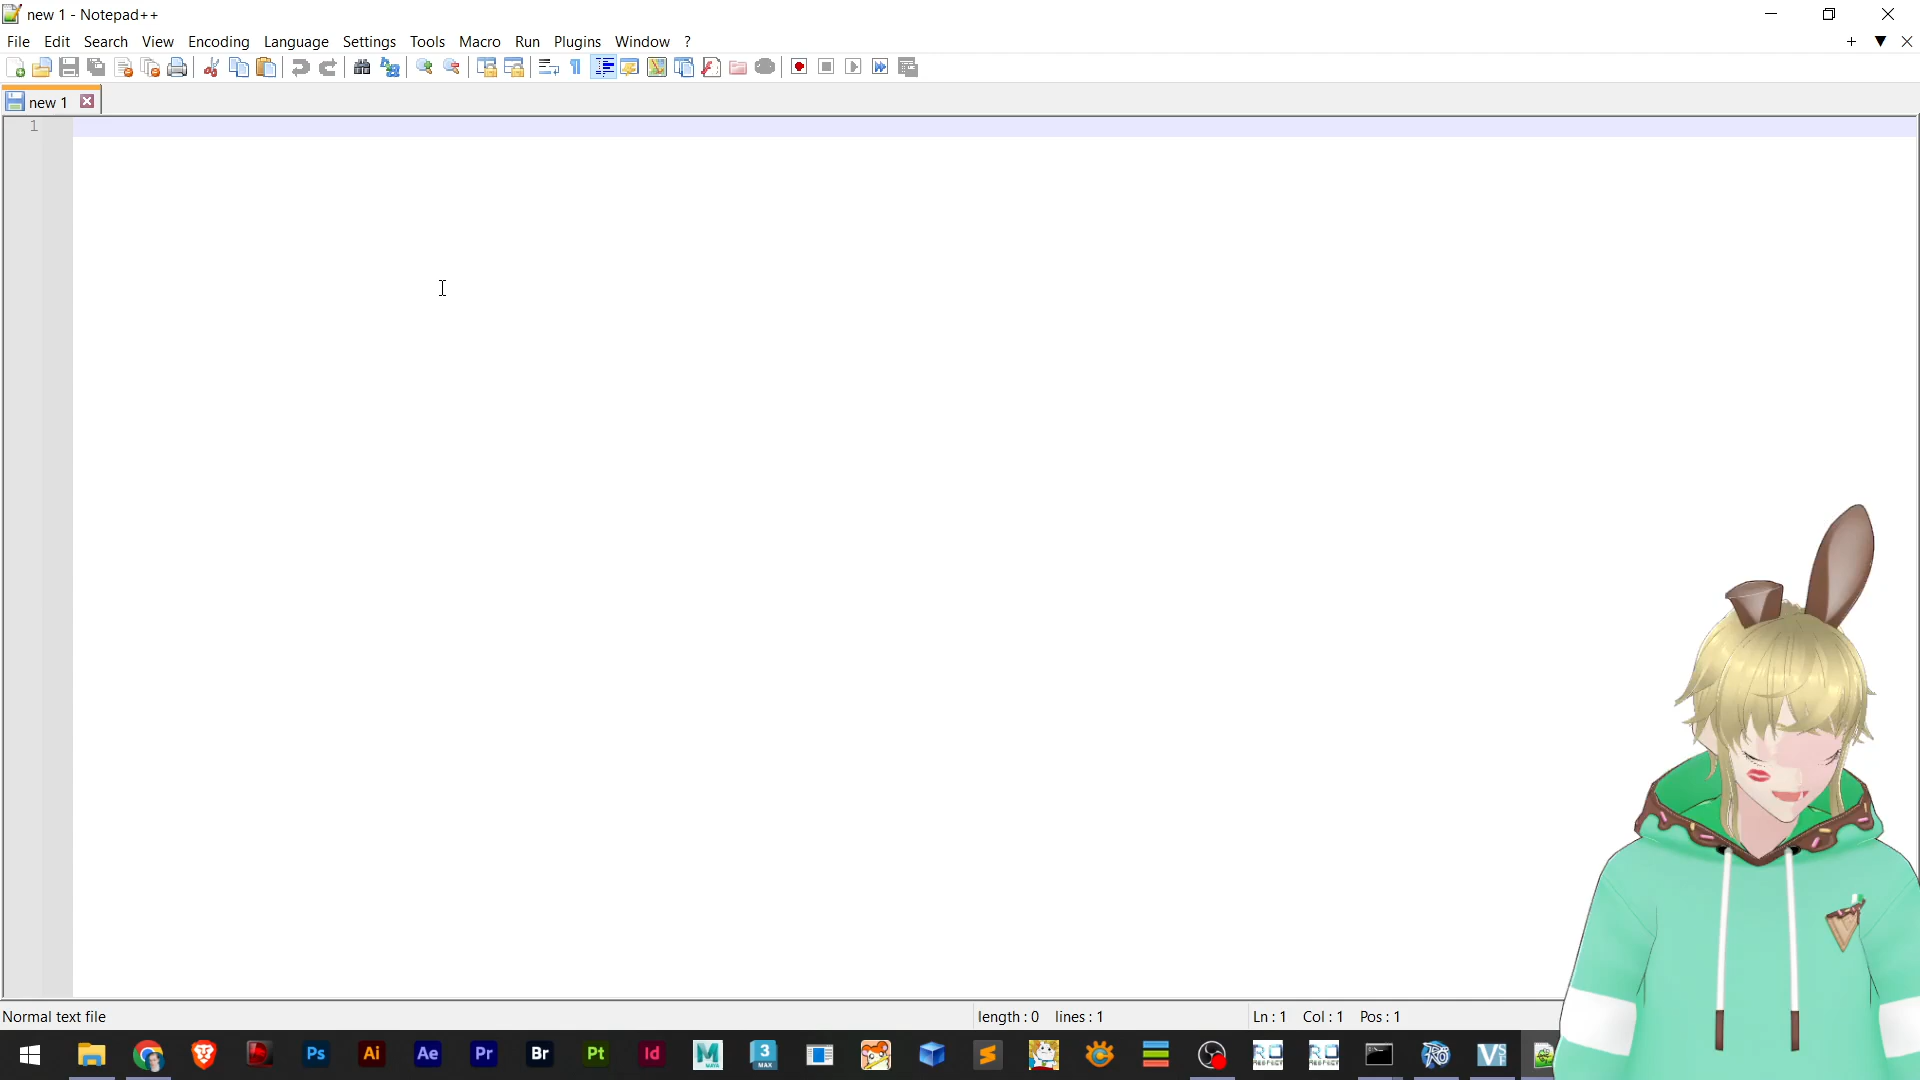 new 1 - Notepad++
File Edit Search View Encoding Language Settings Tools Macro Run Plugins Window ?
new 1
1
Normal text file
length : 0 lines : 1
Ln : 1 Col : 1 Pos : 1
Ps Ai Ae Pr Br Pt Id M 3 MAX